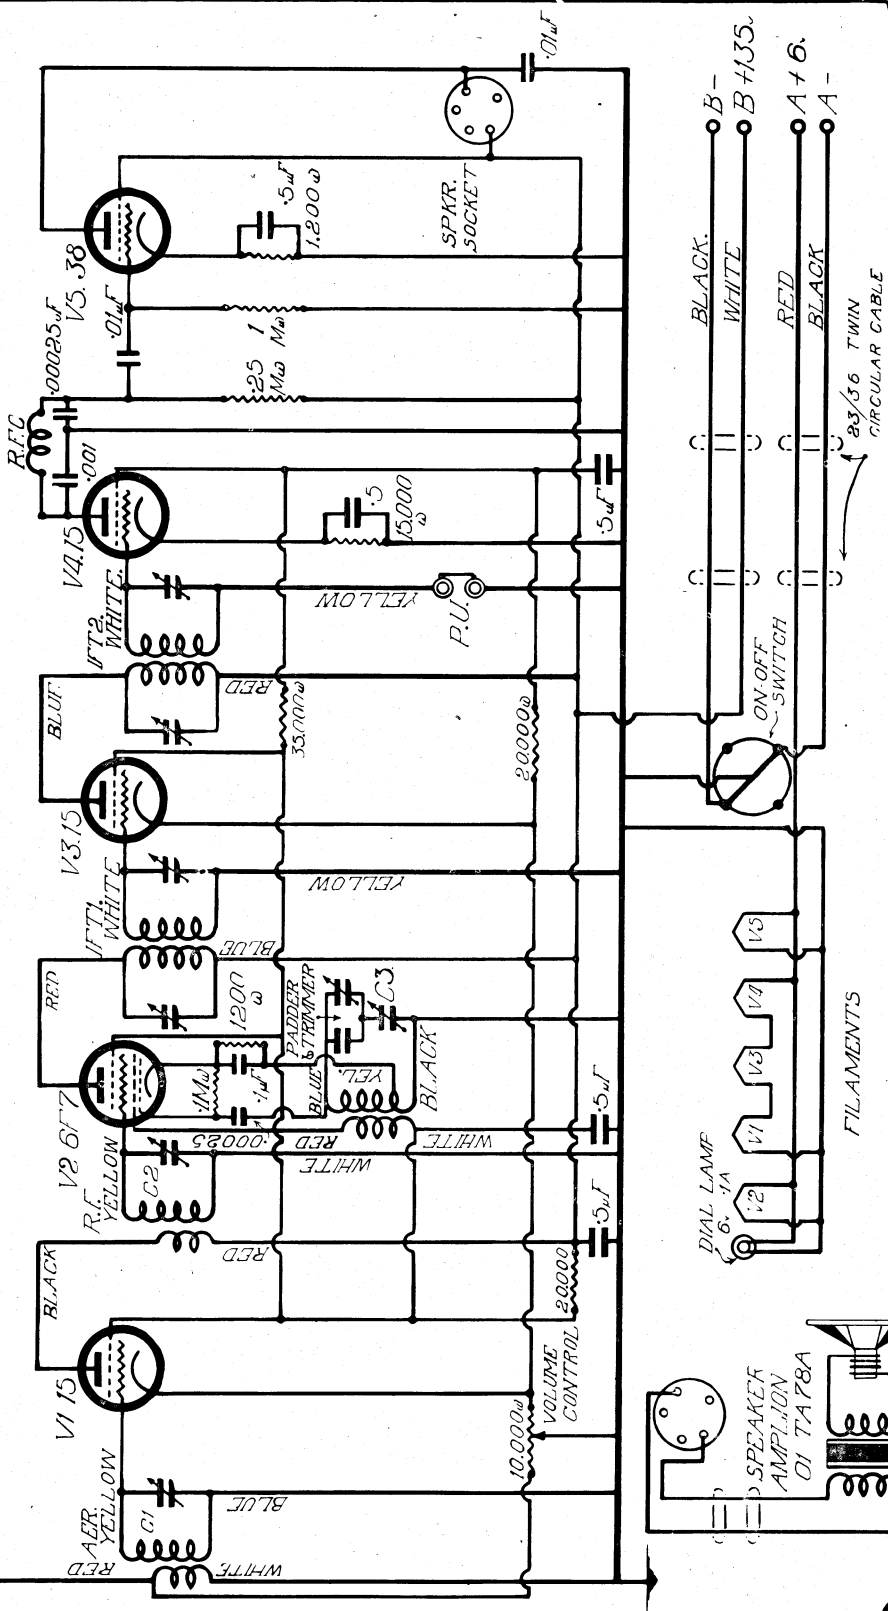 RED
WHITE
AER.
YELLOW
C1
BLUE
V1 15
10.000ω
VOLUME
CONTROL
20.000
BLACK
RED
.5μF
R.F.
YELLOW
C2
V2 6F7
WHITE
RED
WHITE
.5μF
.00025
.1Mω
.1μF
1200
ω
BLUE
YEL.
BLACK
PADDER
& TRIMMER
C3
RED
IFT1.
WHITE
BLUE
YELLOW
V3.15
BLUE
35.000ω
20.000ω
IFT2.
WHITE
RED
YELLOW
P.U.
V4.15
.5
15.000
ω
.5μF
R.F.C
.001
.00025μF
.25
Mω
1
Mω
.01μF
V5. 38
.5μF
1.200ω
SPKR.
SOCKET
.01μF
B -
B +135.
A + 6.
A -
BLACK.
WHITE
RED
BLACK
23/36 TWIN
CIRCULAR CABLE
ON-OFF
SWITCH
V5
V4
V3
V1
V2
FILAMENTS
DIAL LAMP
6v .1A
SPEAKER
AMPLION
O1 TA78A